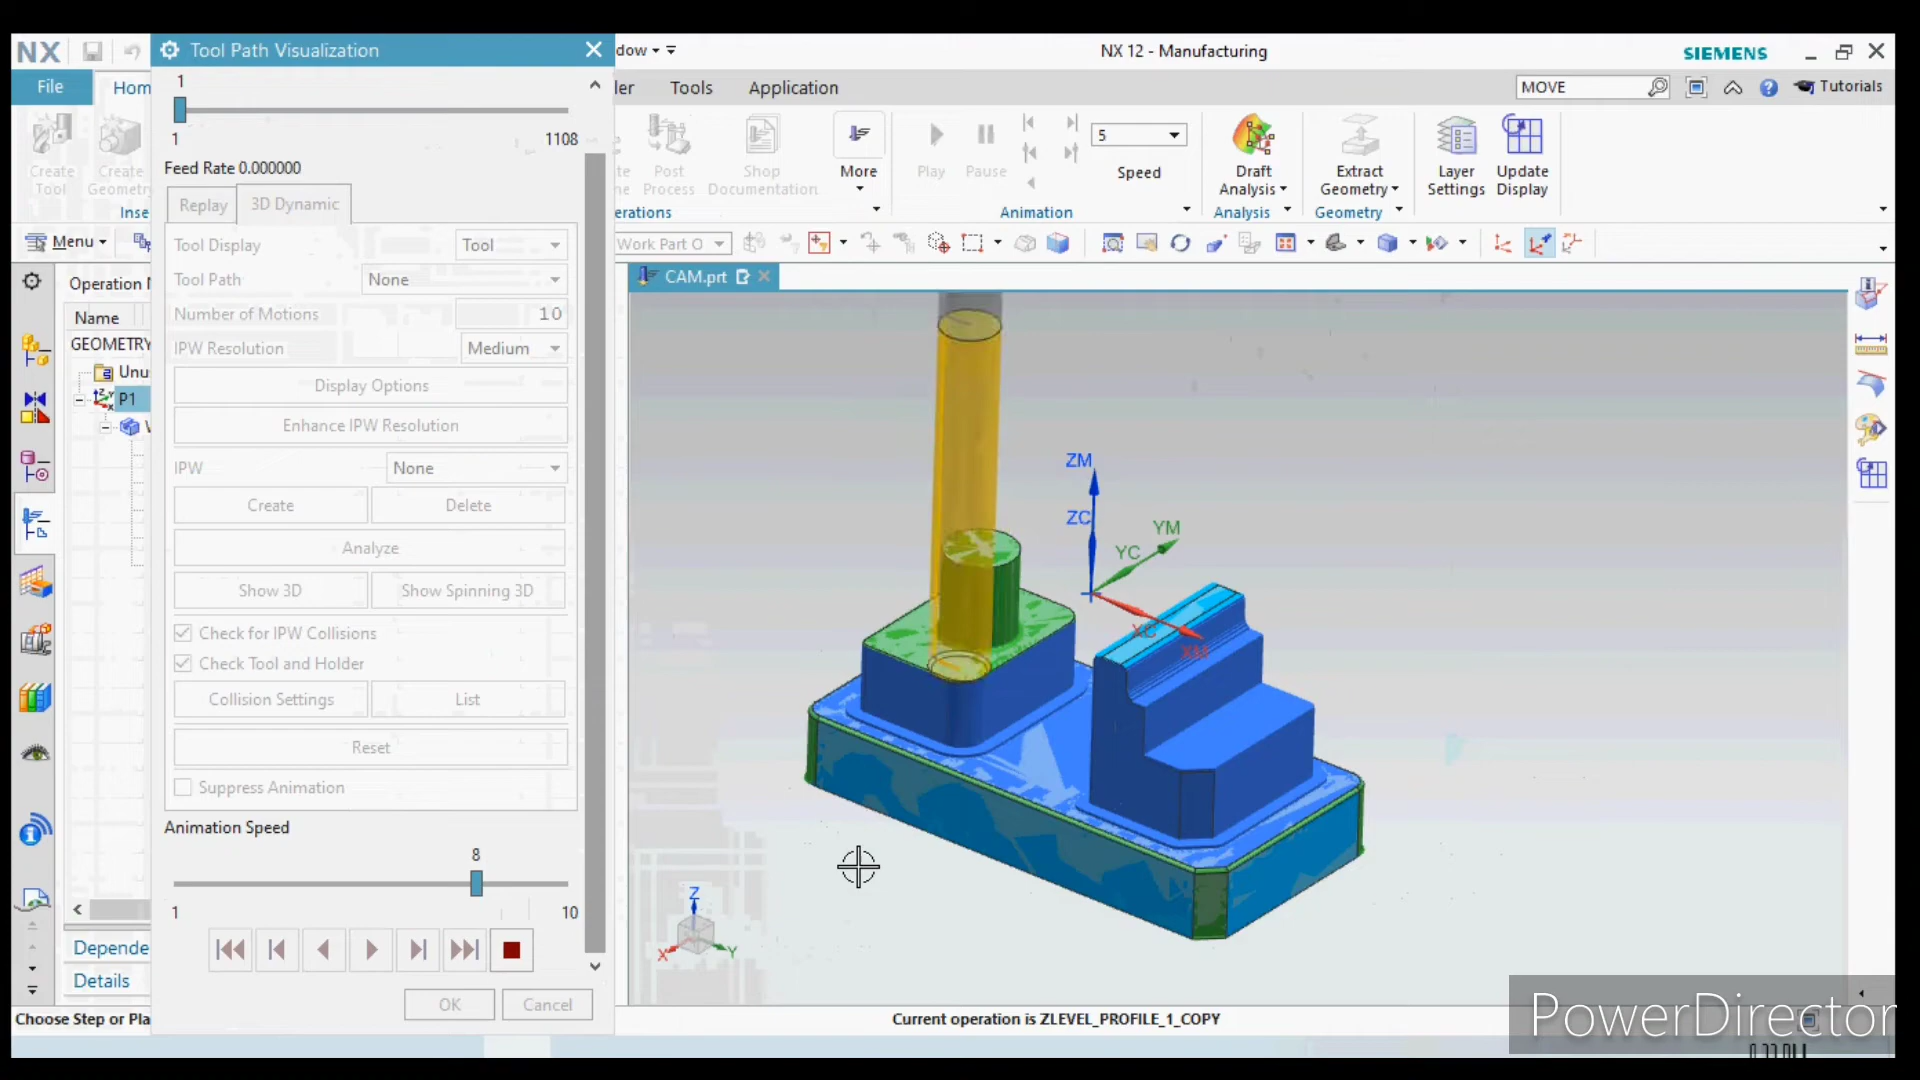 NX
Tool Path Visualization
dow
NX 12 - Manufacturing
SIEMENS
File
Hom
ler
Tools
Application
MOVE
Tutorials
1
1
1108
Feed Rate 0.000000
Replay
3D Dynamic
Create
Tool
Create
Geometry
Post
Process
Shop
Documentation
More
Play
Pause
5
Speed
Draft
Analysis
Extract
Geometry
Layer
Settings
Update
Display
Inse
erations
Animation
Analysis
Geometry
Menu
Work Part O
Tool Display
Tool
Tool Path
None
Number of Motions
10
IPW Resolution
Medium
Display Options
Enhance IPW Resolution
IPW
None
Create
Delete
Analyze
Show 3D
Show Spinning 3D
Check for IPW Collisions
Check Tool and Holder
Collision Settings
List
Reset
Suppress Animation
Animation Speed
8
1
10
OK
Cancel
Operation
Name
GEOMETRY
Unu
P1
Depende
Details
Choose Step or Pla
CAM.prt
ZM
ZC
YM
YC
XC
XM
Z
X
Y
Current operation is ZLEVEL_PROFILE_1_COPY
PowerDirector